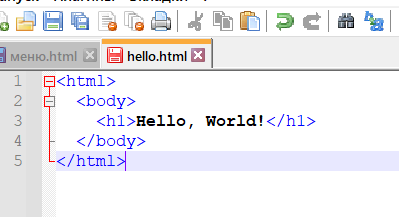 меню.html hello.html
1 <html>
2 <body>
3 <h1>Hello, World!</h1>
4 </body>
5 </html>